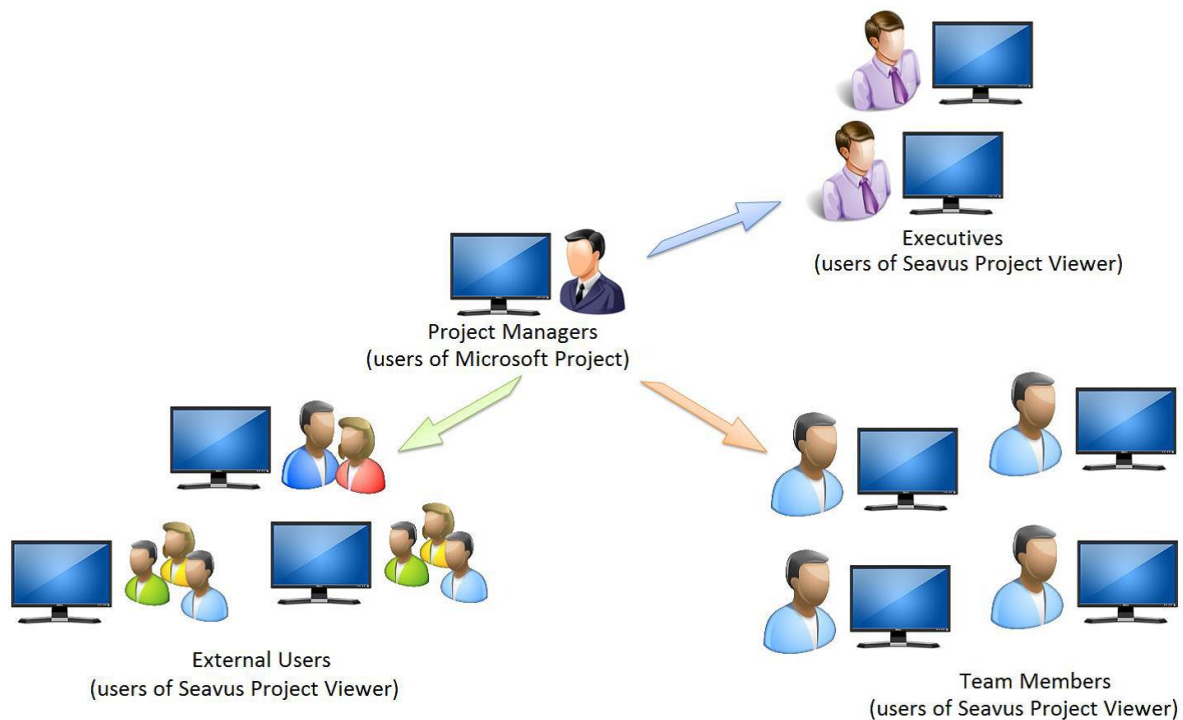 Executives
(users of Seavus Project Viewer)
Project Managers
(users of Microsoft Project)
External Users
(users of Seavus Project Viewer)
Team Members
(users of Seavus Project Viewer)